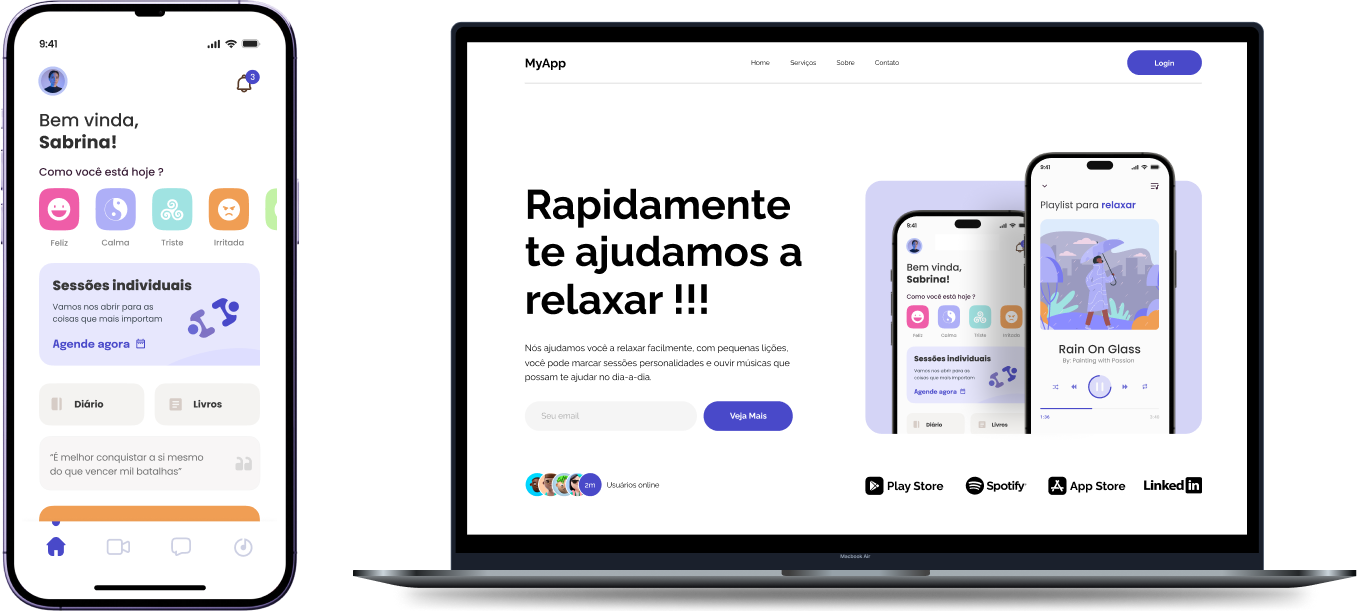 9:41
3
Bem vinda,
Sabrina!
Como você está hoje ?
Feliz
Calma
Triste
Irritada
Sessões individuais
Vamos nos abrir para as
coisas que mais importam
Agende agora
Diário
Livros
“É melhor conquistar a si mesmo
do que vencer mil batalhas”
MyApp
Home
Serviços
Sobre
Contato
Login
Rapidamente
te ajudamos a
relaxar !!!
Nós ajudamos você a relaxar facilmente, com pequenas lições,
você pode marcar sessões personalidades e ouvir músicas que
possam te ajudar no dia-a-dia.
Seu email
Veja Mais
2m
Usuários online
9:41
Bem vinda,
Sabrina!
Como você está hoje ?
Feliz
Calma
Triste
Irritada
Sessões individuais
Vamos nos abrir para as
coisas que mais importam
Agende agora
Diário
Livros
9:41
Playlist para relaxar
Rain On Glass
By: Painting with Passion
1:36
3:48
Play Store
Spotify
App Store
Linked in
Macbook Air